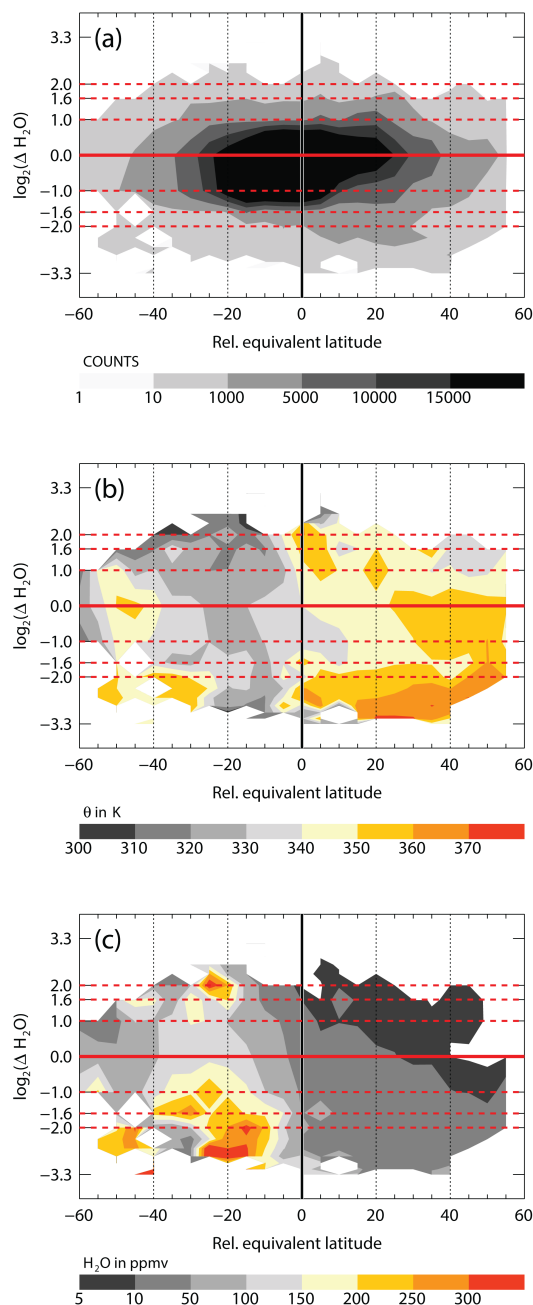 (a)
3.3
2.0
1.6
1.0
0.0
−1.0
−1.6
−2.0
−3.3
log₂(Δ H₂O)
−60 −40 −20 0 20 40 60
Rel. equivalent latitude
COUNTS
1 10 1000 5000 10000 15000
(b)
3.3
2.0
1.6
1.0
0.0
−1.0
−1.6
−2.0
−3.3
log₂(Δ H₂O)
−60 −40 −20 0 20 40 60
Rel. equivalent latitude
θ in K
300 310 320 330 340 350 360 370
(c)
3.3
2.0
1.6
1.0
0.0
−1.0
−1.6
−2.0
−3.3
log₂(Δ H₂O)
−60 −40 −20 0 20 40 60
Rel. equivalent latitude
H₂O in ppmv
5 10 50 100 150 200 250 300